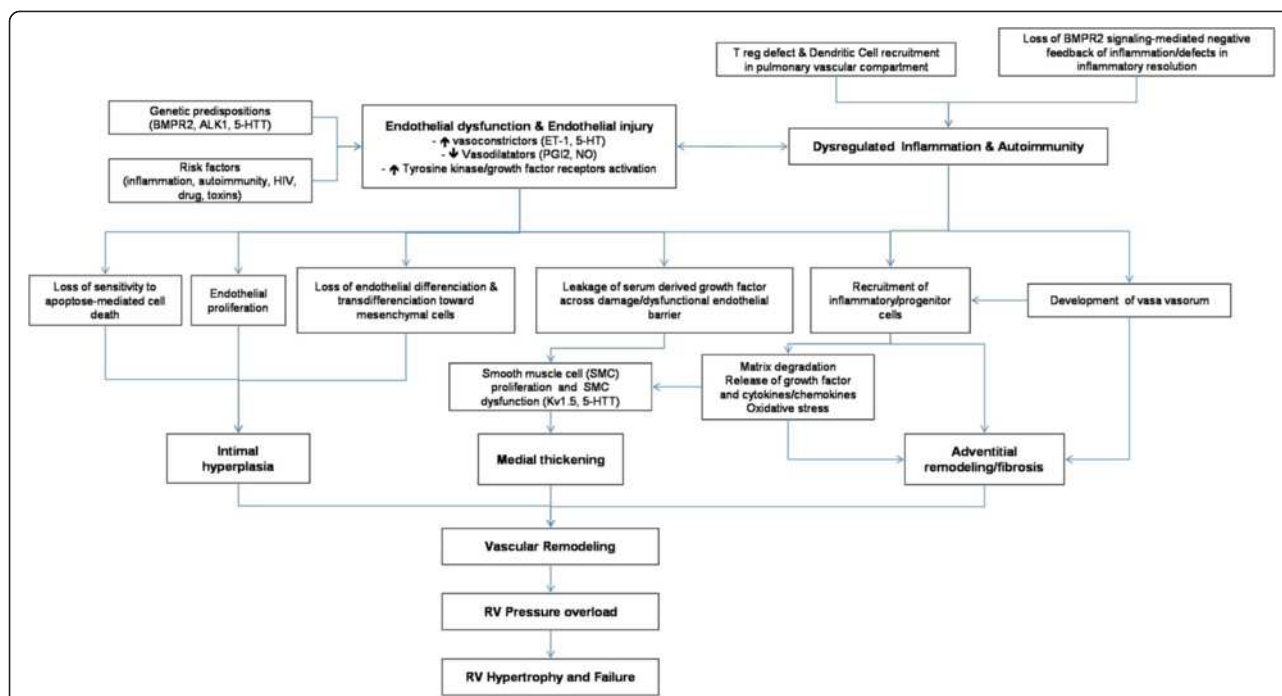 T reg defect & Dendritic Cell recruitment
in pulmonary vascular compartment
Loss of BMPR2 signaling-mediated negative
feedback of inflammation/defects in
inflammatory resolution
Genetic predispositions
(BMPR2, ALK1, 5-HTT)
Risk factors
(inflammation, autoimmunity, HIV,
drug, toxins)
Endothelial dysfunction & Endothelial injury
- ↑ vasoconstrictors (ET-1, 5-HT)
- ↓ Vasodilatators (PGI2, NO)
- ↑ Tyrosine kinase/growth factor receptors activation
Dysregulated Inflammation & Autoimmunity
Loss of sensitivity to
apoptose-mediated cell
death
Endothelial
proliferation
Loss of endothelial differenciation &
transdifferenciation toward
mesenchymal cells
Leakage of serum derived growth factor
across damage/dysfunctional endothelial
barrier
Recruitment of
inflammatory/progenitor
cells
Development of vasa vasorum
Smooth muscle cell (SMC)
proliferation and SMC
dysfunction (Kv1.5, 5-HTT)
Matrix degradation
Release of growth factor
and cytokines/chemokines
Oxidative stress
Intimal
hyperplasia
Medial thickening
Adventitial
remodeling/fibrosis
Vascular Remodeling
RV Pressure overload
RV Hypertrophy and Failure